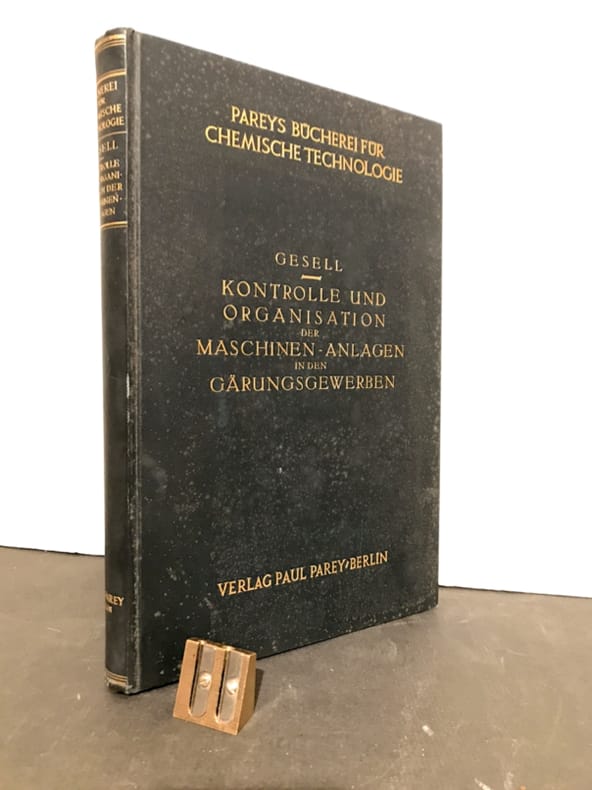 PAREYS BÜCHEREI FÜR
CHEMISCHE TECHNOLOGIE
GESELL
KONTROLLE UND
ORGANISATION
DER
MASCHINEN-ANLAGEN
IN DEN
GÄRUNGSGEWERBEN
VERLAG PAUL PAREY·BERLIN